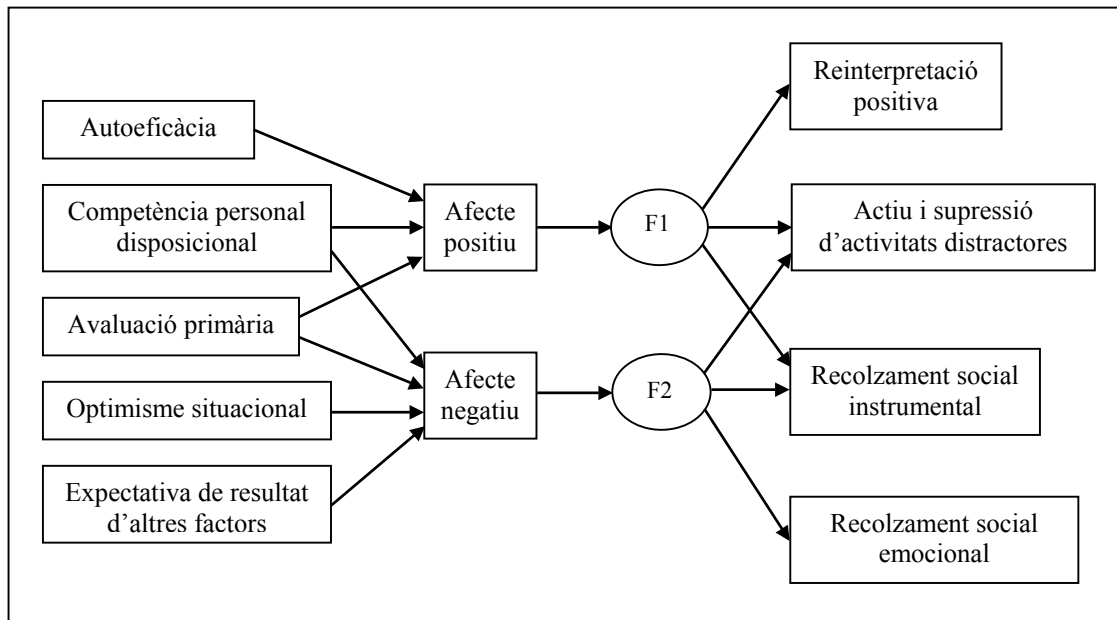 Autoeficàcia
Competència personal
disposicional
Avaluació primària
Optimisme situacional
Expectativa de resultat
d’altres factors
Afecte
positiu
Afecte
negatiu
F1
F2
Reinterpretació
positiva
Actiu i supressió
d’activitats distractores
Recolzament social
instrumental
Recolzament social
emocional